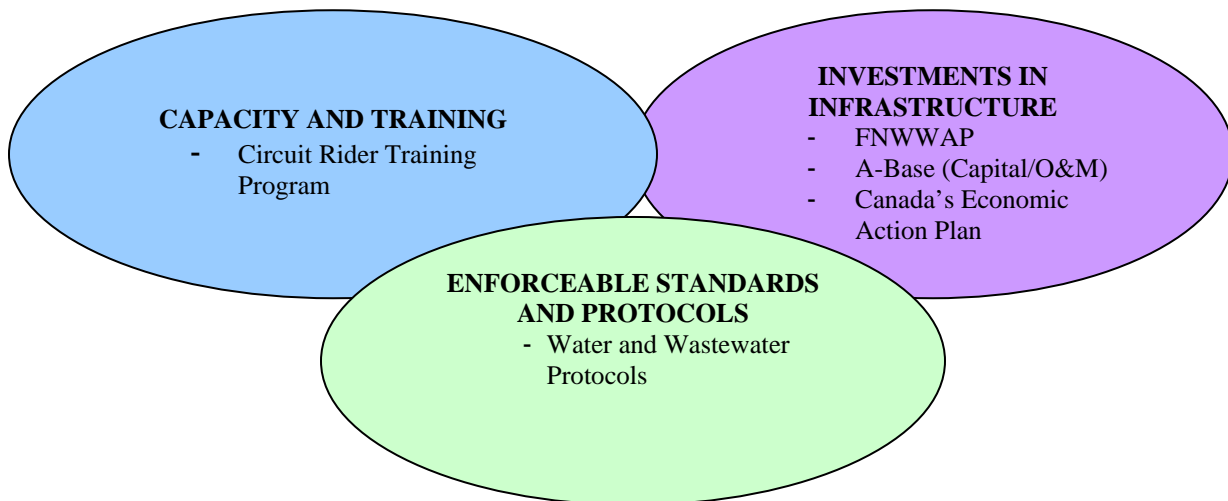 CAPACITY AND TRAINING
- Circuit Rider Training
Program
INVESTMENTS IN
INFRASTRUCTURE
- FNWWAP
- A-Base (Capital/O&M)
- Canada’s Economic
Action Plan
ENFORCEABLE STANDARDS
AND PROTOCOLS
- Water and Wastewater
Protocols